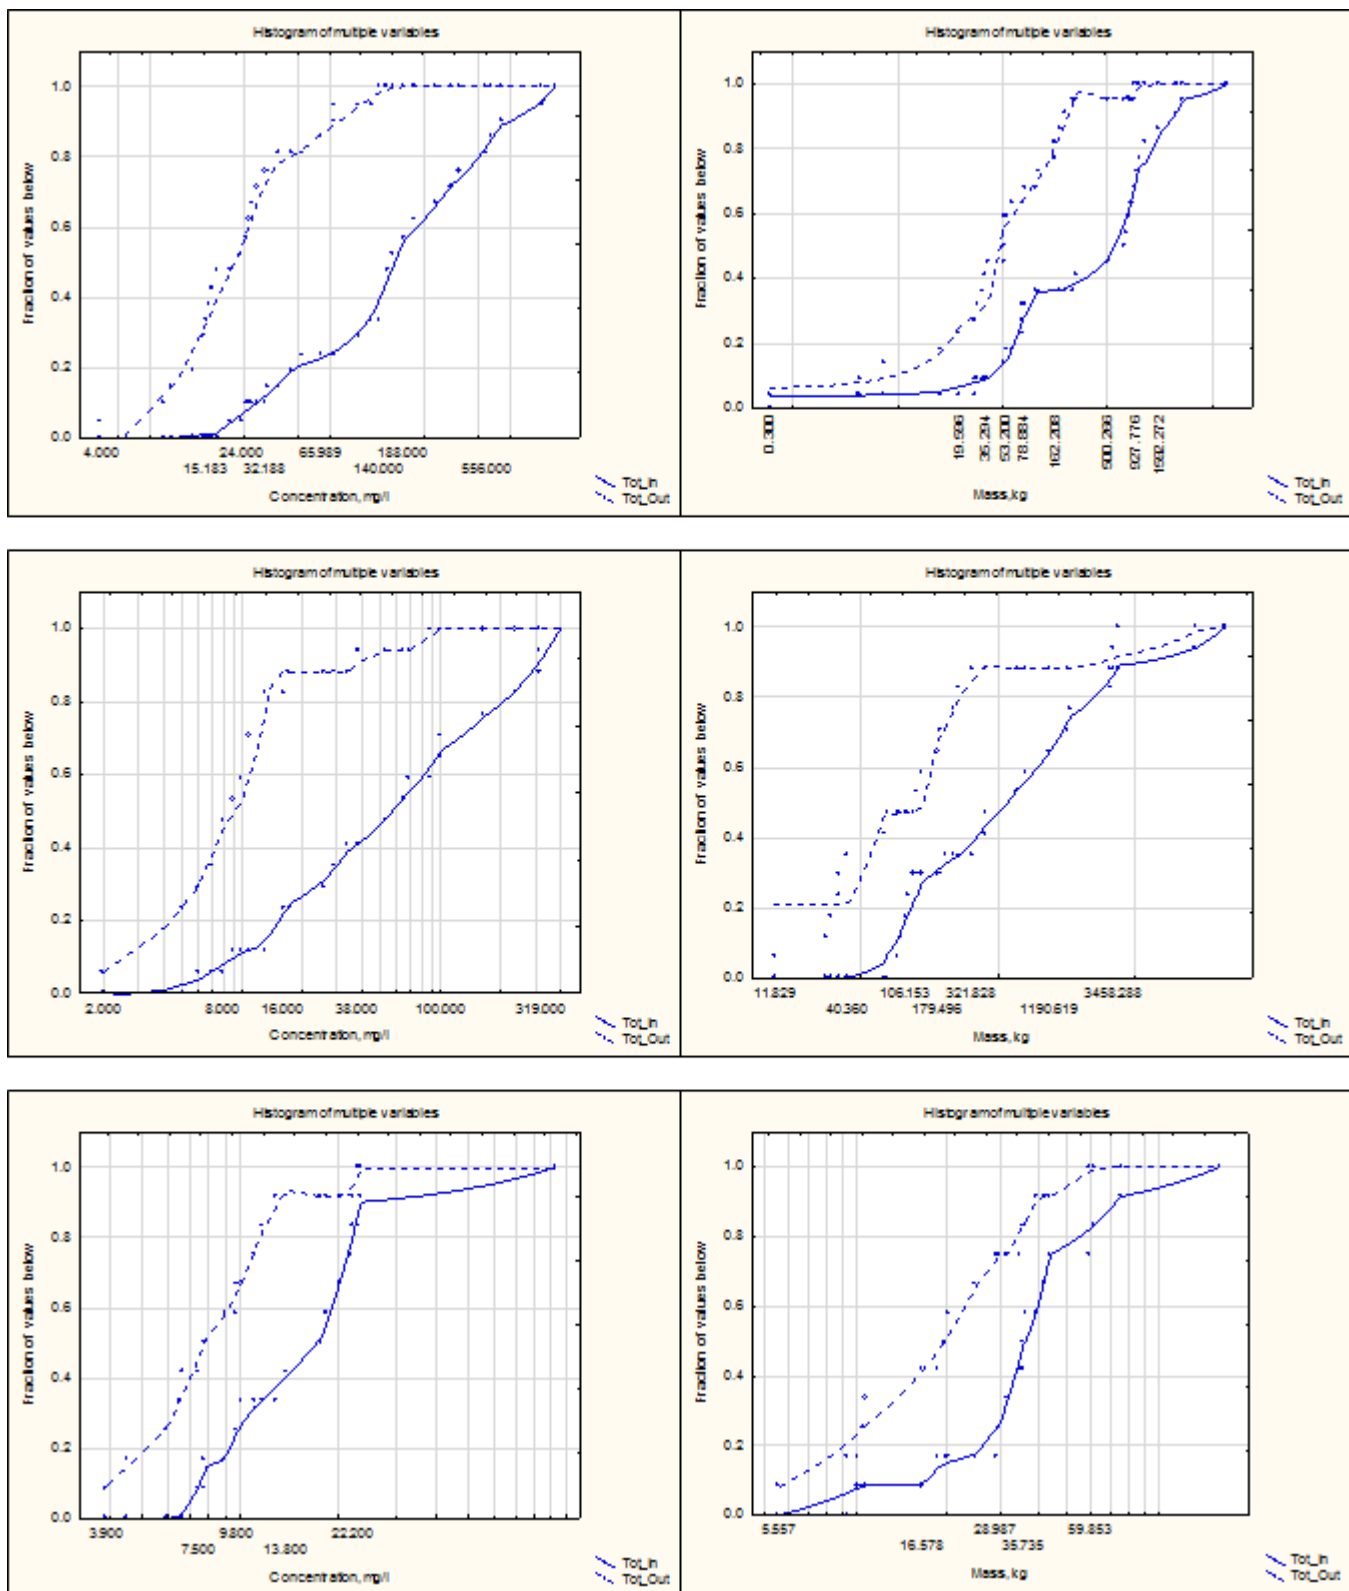 Histogram of multiple variables
Fraction of values below
1.0
0.8
0.6
0.4
0.2
0.0
4.000 24.000 65.989 188.000
15.183 32.188 140.000 556.000
Concentration, mg/l
Tot_In
Tot_Out
Histogram of multiple variables
Fraction of values below
1.0
0.8
0.6
0.4
0.2
0.0
0.300 19.596 35.294 53.200 78.884 162.208 500.266 927.776 1592.272
Mass, kg
Tot_In
Tot_Out
Histogram of multiple variables
Fraction of values below
1.0
0.8
0.6
0.4
0.2
0.0
2.000 8.000 16.000 38.000 100.000 319.000
Concentration, mg/l
Tot_In
Tot_Out
Histogram of multiple variables
Fraction of values below
1.0
0.8
0.6
0.4
0.2
0.0
11.829 106.153 321.828 3458.288
40.360 179.496 1190.619
Mass, kg
Tot_In
Tot_Out
Histogram of multiple variables
Fraction of values below
1.0
0.8
0.6
0.4
0.2
0.0
3.900 9.800 22.200
7.500 13.800
Concentration, mg/l
Tot_In
Tot_Out
Histogram of multiple variables
Fraction of values below
1.0
0.8
0.6
0.4
0.2
0.0
5.557 28.987 59.853
16.578 35.735
Mass, kg
Tot_In
Tot_Out